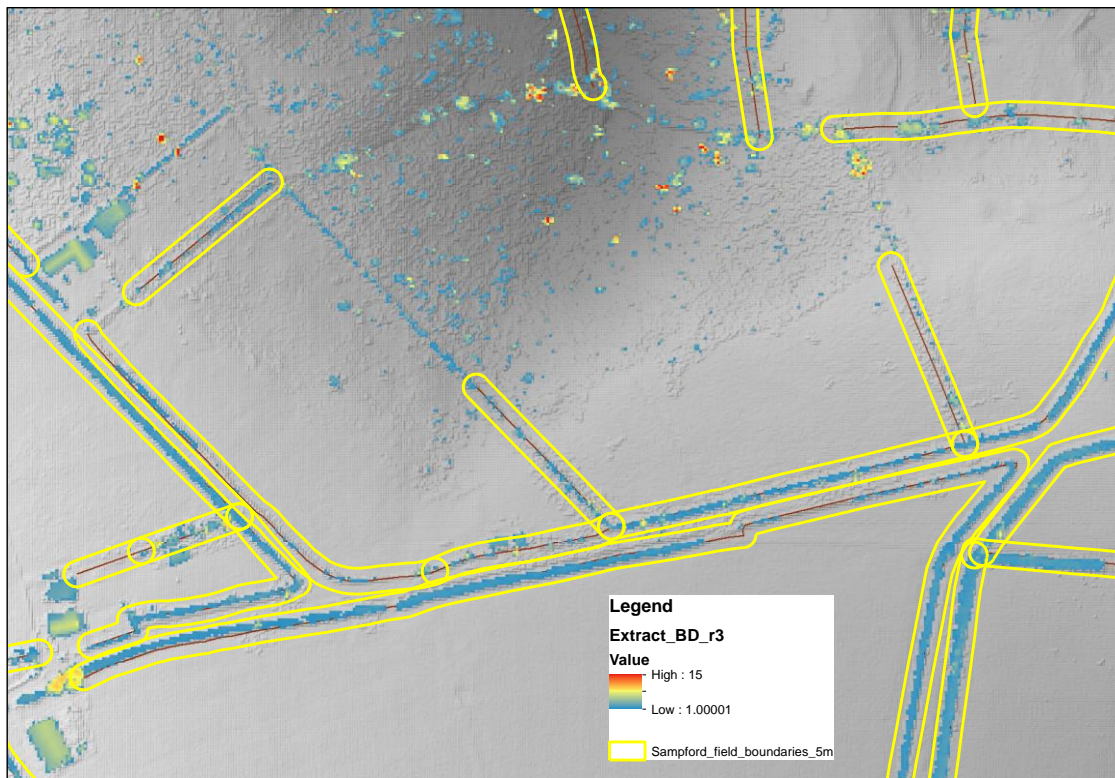 Legend
Extract_BD_r3
Value
High : 15
Low : 1.00001
Sampford_field_boundaries_5m